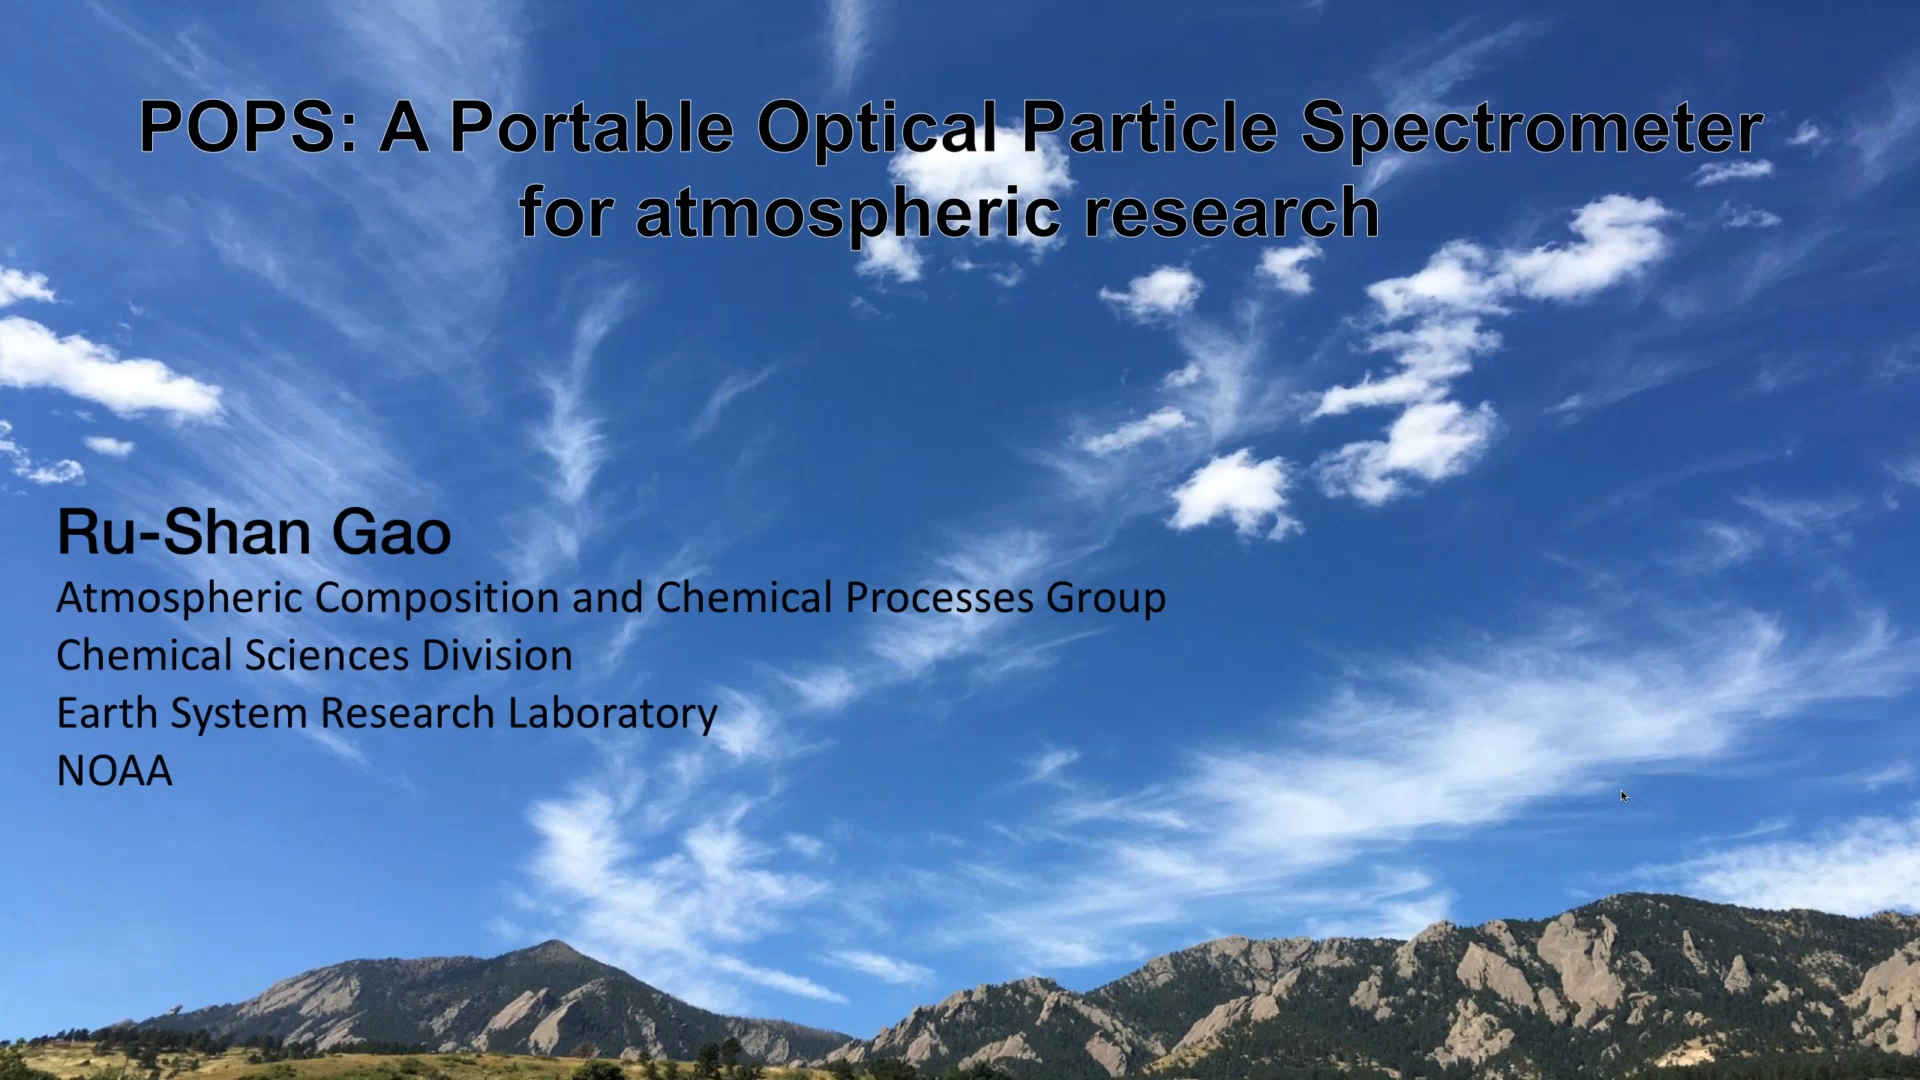 POPS: A Portable Optical Particle Spectrometer
for atmospheric research
Ru-Shan Gao
Atmospheric Composition and Chemical Processes Group
Chemical Sciences Division
Earth System Research Laboratory
NOAA